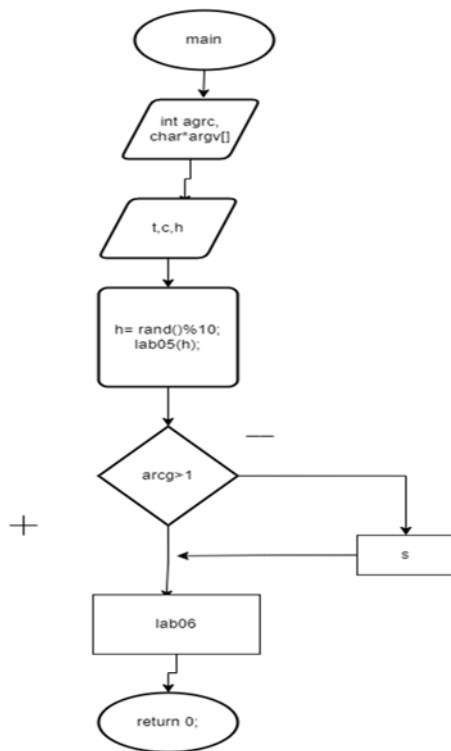 main
int agrc,
char*argv[]
t,c,h
h= rand()%10;
lab05(h);
—
arcg>1
+
s
lab06
return 0;